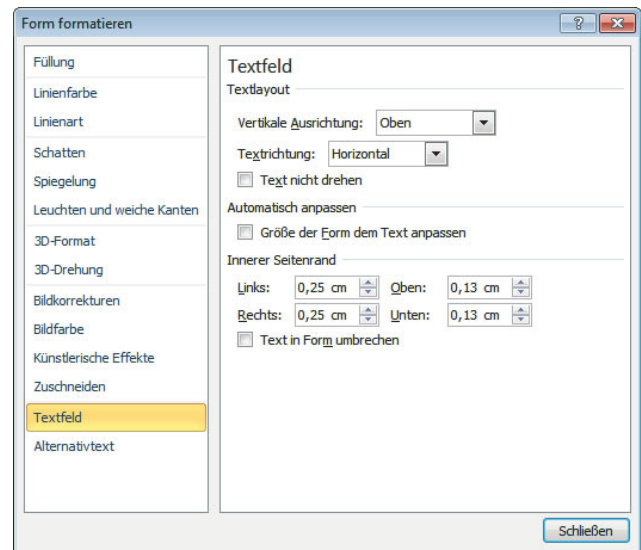 Form formatieren
Füllung
Linienfarbe
Linienart
Schatten
Spiegelung
Leuchten und weiche Kanten
3D-Format
3D-Drehung
Bildkorrekturen
Bildfarbe
Künstlerische Effekte
Zuschneiden
Textfeld
Alternativtext
Textfeld
Textlayout
Vertikale Ausrichtung: Oben
Textrichtung: Horizontal
Text nicht drehen
Automatisch anpassen
Größe der Form dem Text anpassen
Innerer Seitenrand
Links: 0,25 cm Oben: 0,13 cm
Rechts: 0,25 cm Unten: 0,13 cm
Text in Form umbrechen
Schließen